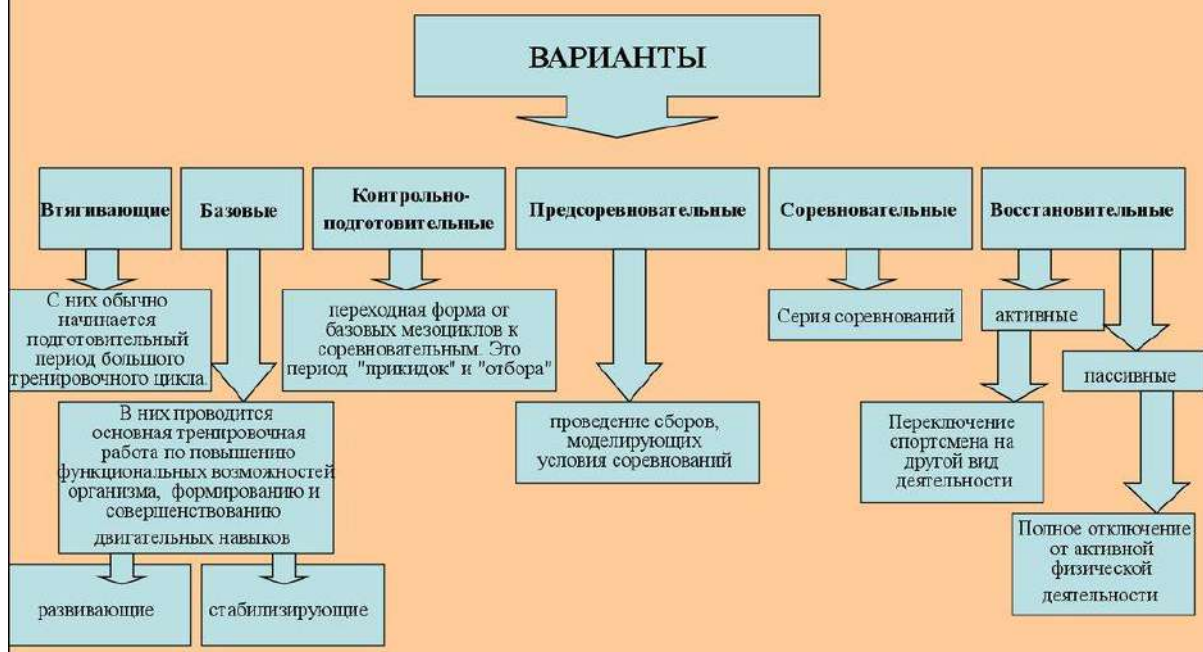 ВАРИАНТЫ
Втягивающие
Базовые
Контрольно-
подготовительные
Предсоревновательные
Соревновательные
Восстановительные
С них обычно
начинается
подготовительный
период большого
тренировочного цикла.
переходная форма от
базовых мезоциклов к
соревновательным. Это
период "прикидок" и "отбора"
Серия соревнований
активные
пассивные
В них проводится
основная тренировочная
работа по повышению
функциональных возможностей
организма, формированию и
совершенствованию
двигательных навыков
проведение сборов,
моделирующих
условия соревнований
Переключение
спортсмена на
другой вид
деятельности
Полное отключение
от активной
физической
деятельности
развивающие
стабилизирующие